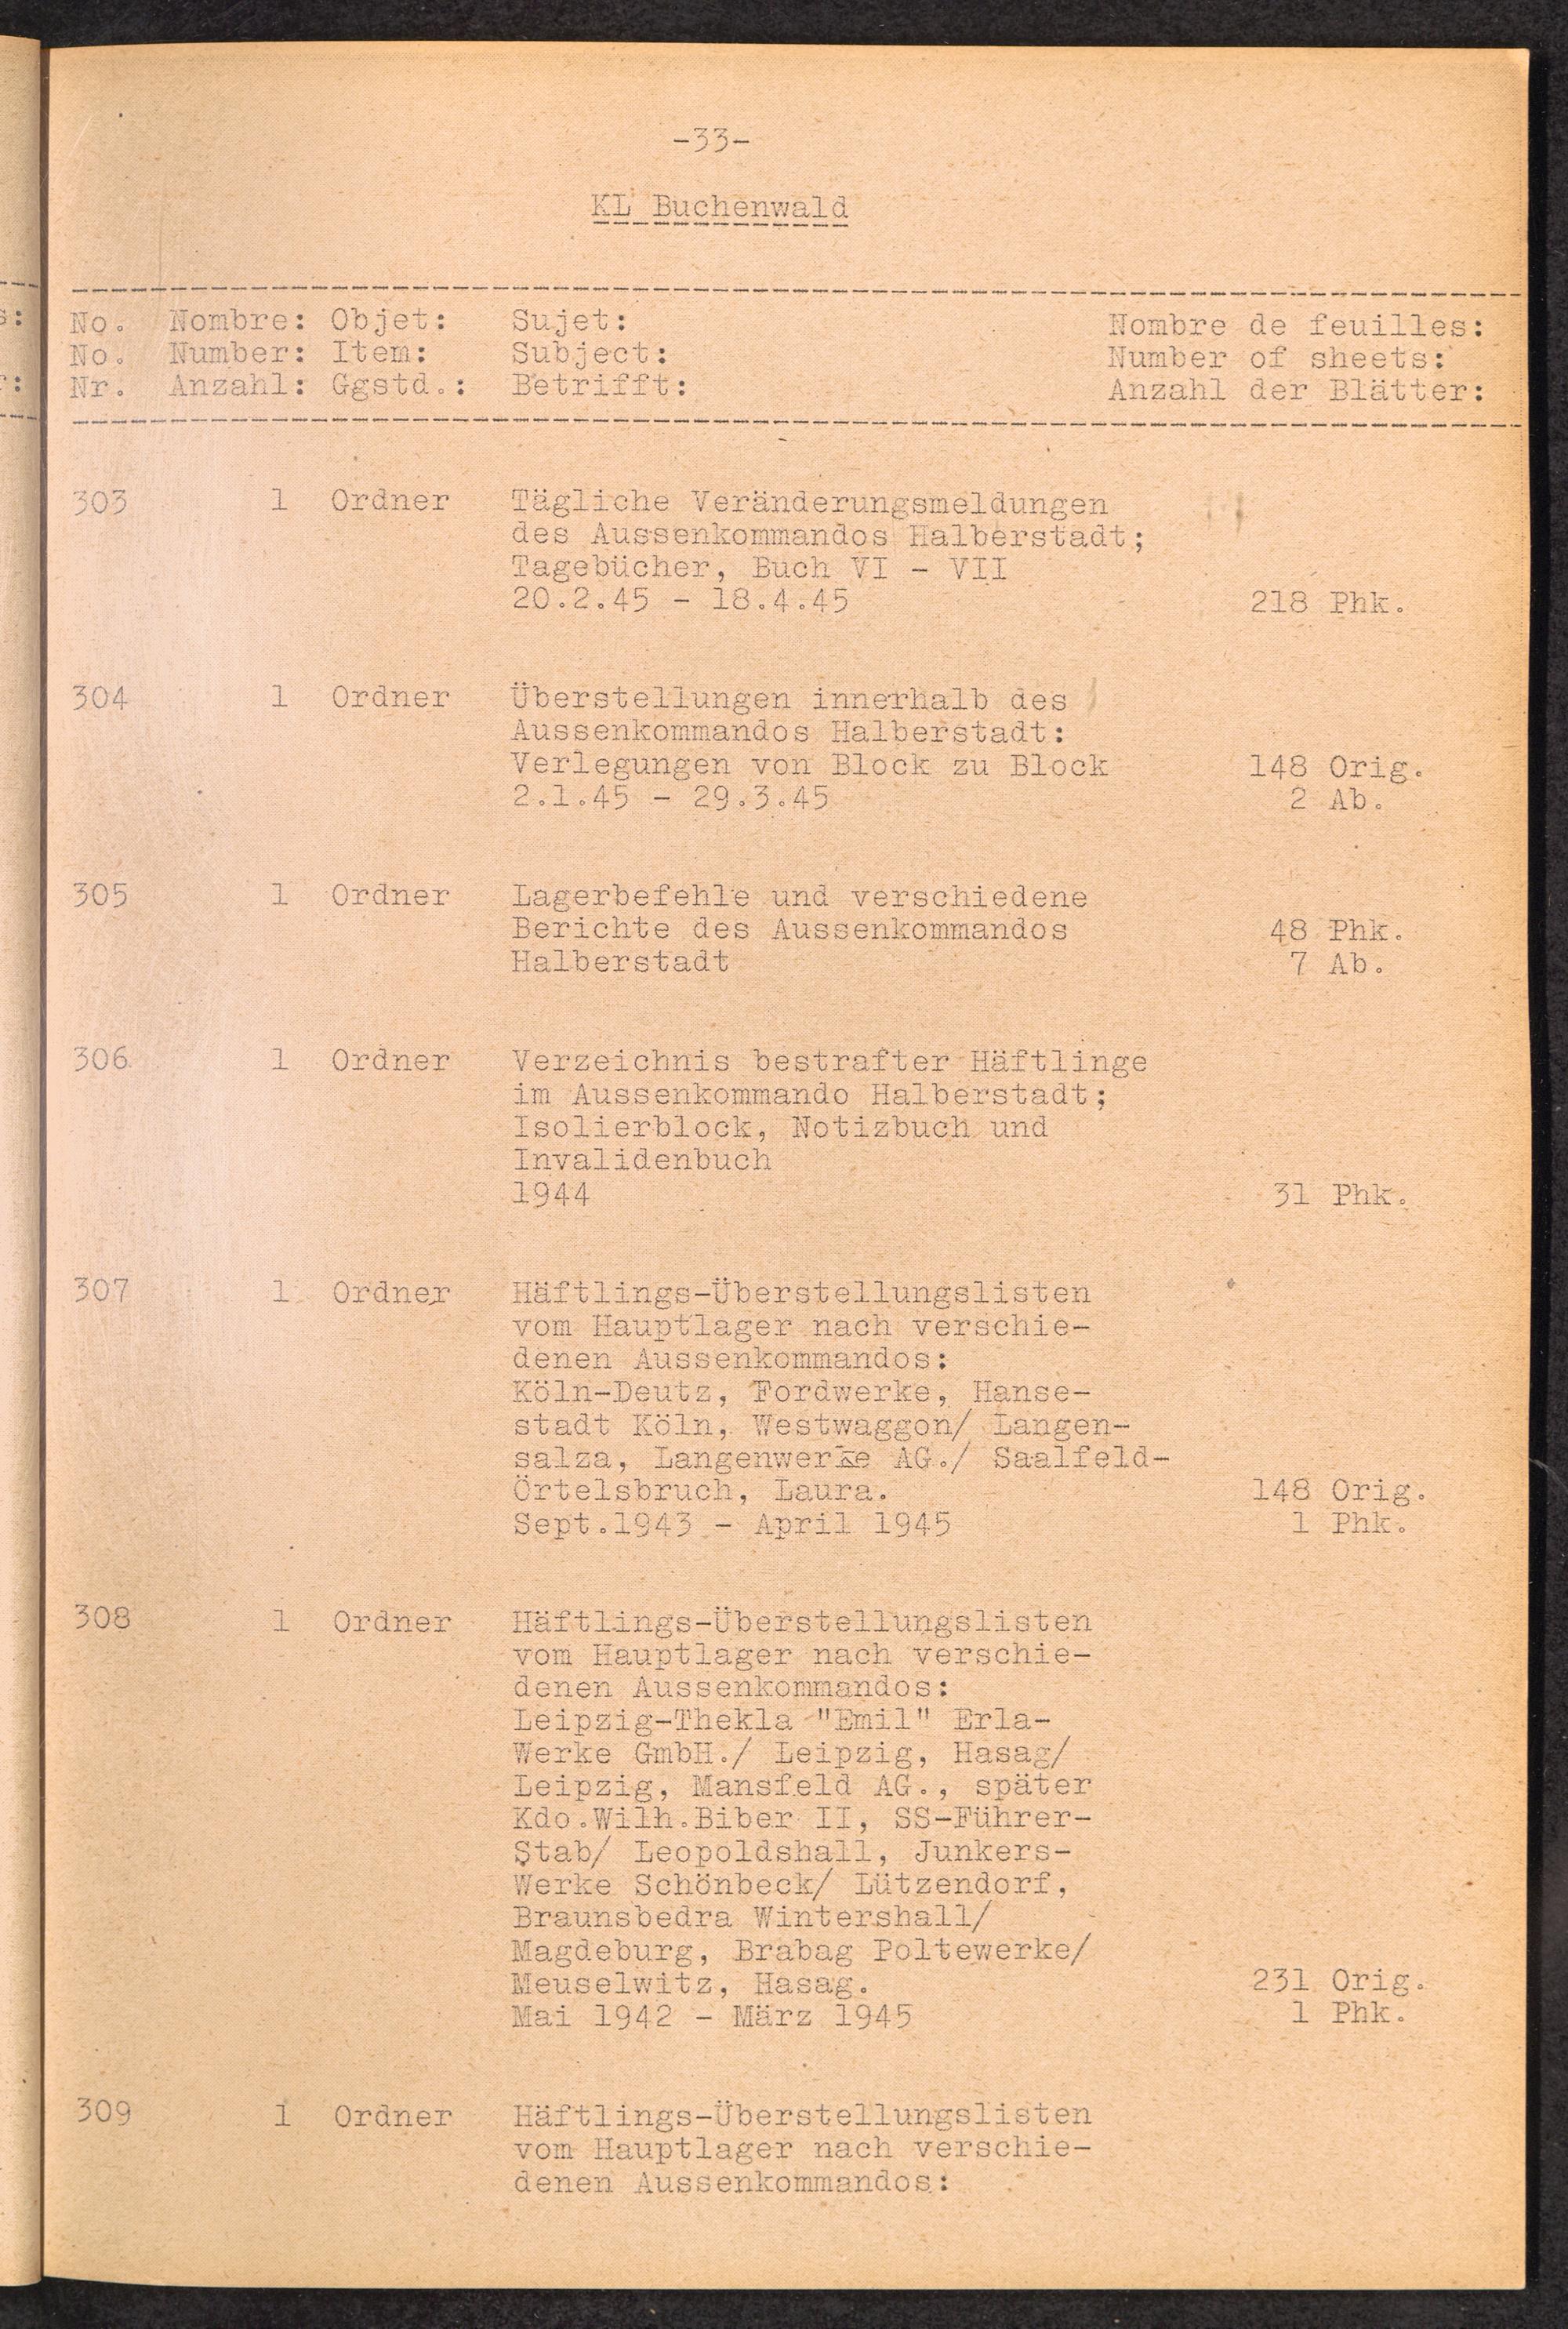 -33-
KL Buchenwald
No. Nombre: Objet: Sujet: Nombre de feuilles:
No. Number: Item: Subject: Number of sheets:
Nr. Anzahl: Ggstd.: Betrifft: Anzahl der Blätter:
303 1 Ordner Tägliche Veränderungsmeldungen
des Aussenkommandos Halberstadt;
Tagebücher, Buch VI - VII
20.2.45 - 18.4.45 218 Phk.
304 1 Ordner Überstellungen innerhalb des
Aussenkommandos Halberstadt:
Verlegungen von Block zu Block 148 Orig.
2.1.45 - 29.3.45 2 Ab.
305 1 Ordner Lagerbefehle und verschiedene
Berichte des Aussenkommandos 48 Phk.
Halberstadt 7 Ab.
306 1 Ordner Verzeichnis bestrafter Häftlinge
im Aussenkommando Halberstadt;
Isolierblock, Notizbuch und
Invalidenbuch
1944 31 Phk.
307 1 Ordner Häftlings-Überstellungslisten
vom Hauptlager nach verschie-
denen Aussenkommandos:
Köln-Deutz, Fordwerke, Hanse-
stadt Köln, Westwaggon/ Langen-
salza, Langenwerke AG./ Saalfeld-
Örtelsbruch, Laura. 148 Orig.
Sept.1943 - April 1945 1 Phk.
308 1 Ordner Häftlings-Überstellungslisten
vom Hauptlager nach verschie-
denen Aussenkommandos:
Leipzig-Thekla "Emil" Erla-
Werke GmbH./ Leipzig, Hasag/
Leipzig, Mansfeld AG., später
Kdo.Wilh.Biber II, SS-Führer-
Stab/ Leopoldshall, Junkers-
Werke Schönbeck/ Lützendorf,
Braunsbedra Wintershall/
Magdeburg, Brabag Poltewerke/
Meuselwitz, Hasag. 231 Orig.
Mai 1942 - März 1945 1 Phk.
309 1 Ordner Häftlings-Überstellungslisten
vom Hauptlager nach verschie-
denen Aussenkommandos: